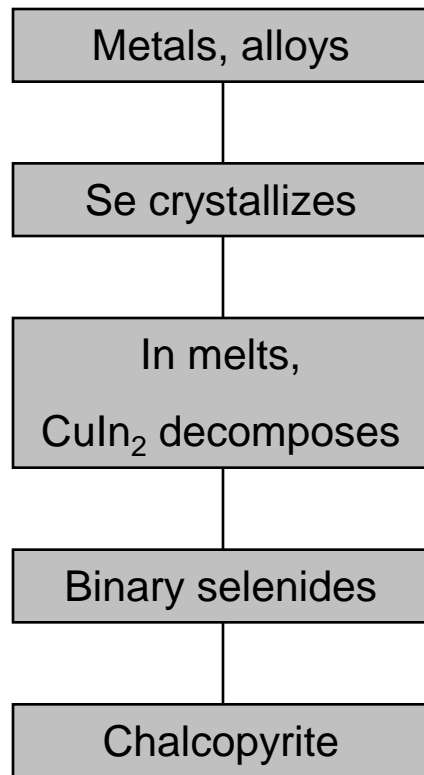 Metals, alloys
Se crystallizes
In melts,
CuIn₂ decomposes
Binary selenides
Chalcopyrite